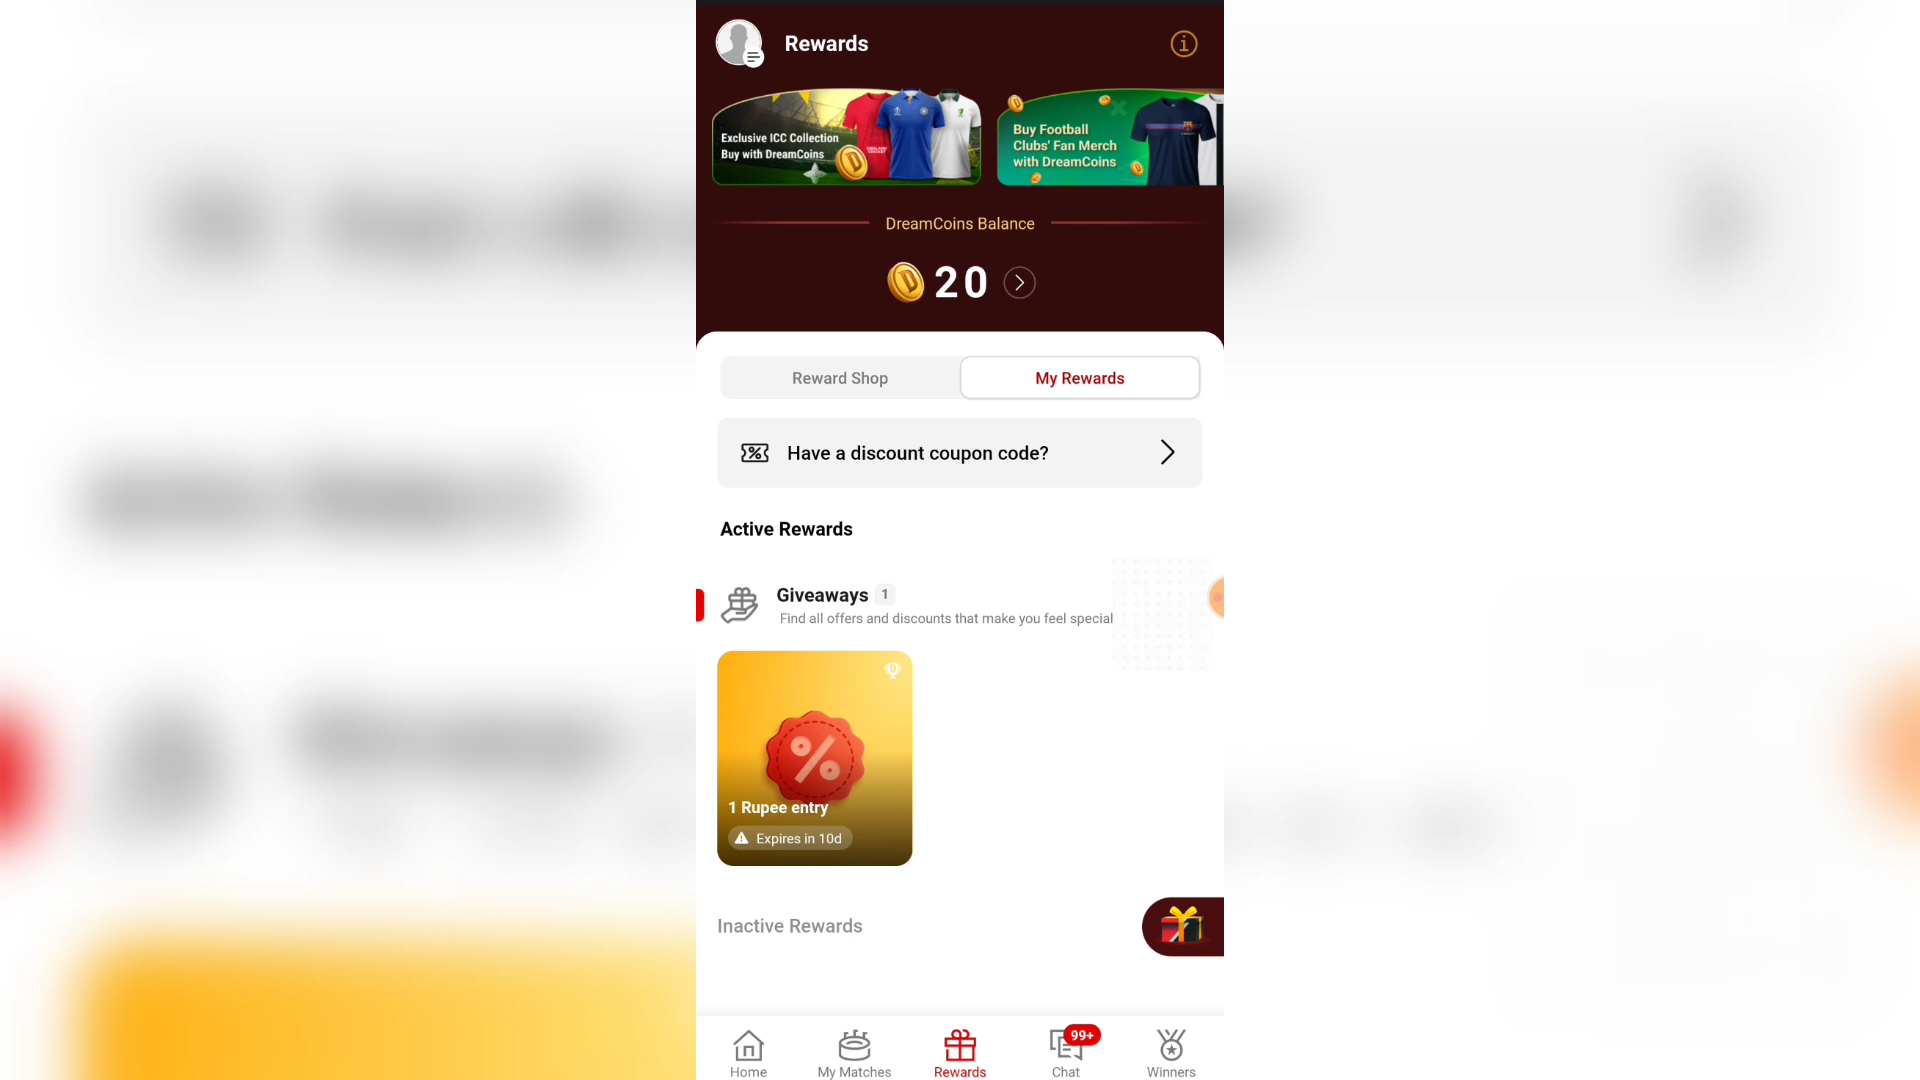 Rewards
Exclusive ICC Collection
Buy with DreamCoins
Buy Football
Clubs' Fan Merch
with DreamCoins
DreamCoins Balance
20
Reward Shop
My Rewards
Have a discount coupon code?
Active Rewards
Giveaways 1
Find all offers and discounts that make you feel special
1 Rupee entry
Expires in 10d
Inactive Rewards
99+
Home
My Matches
Rewards
Chat
Winners